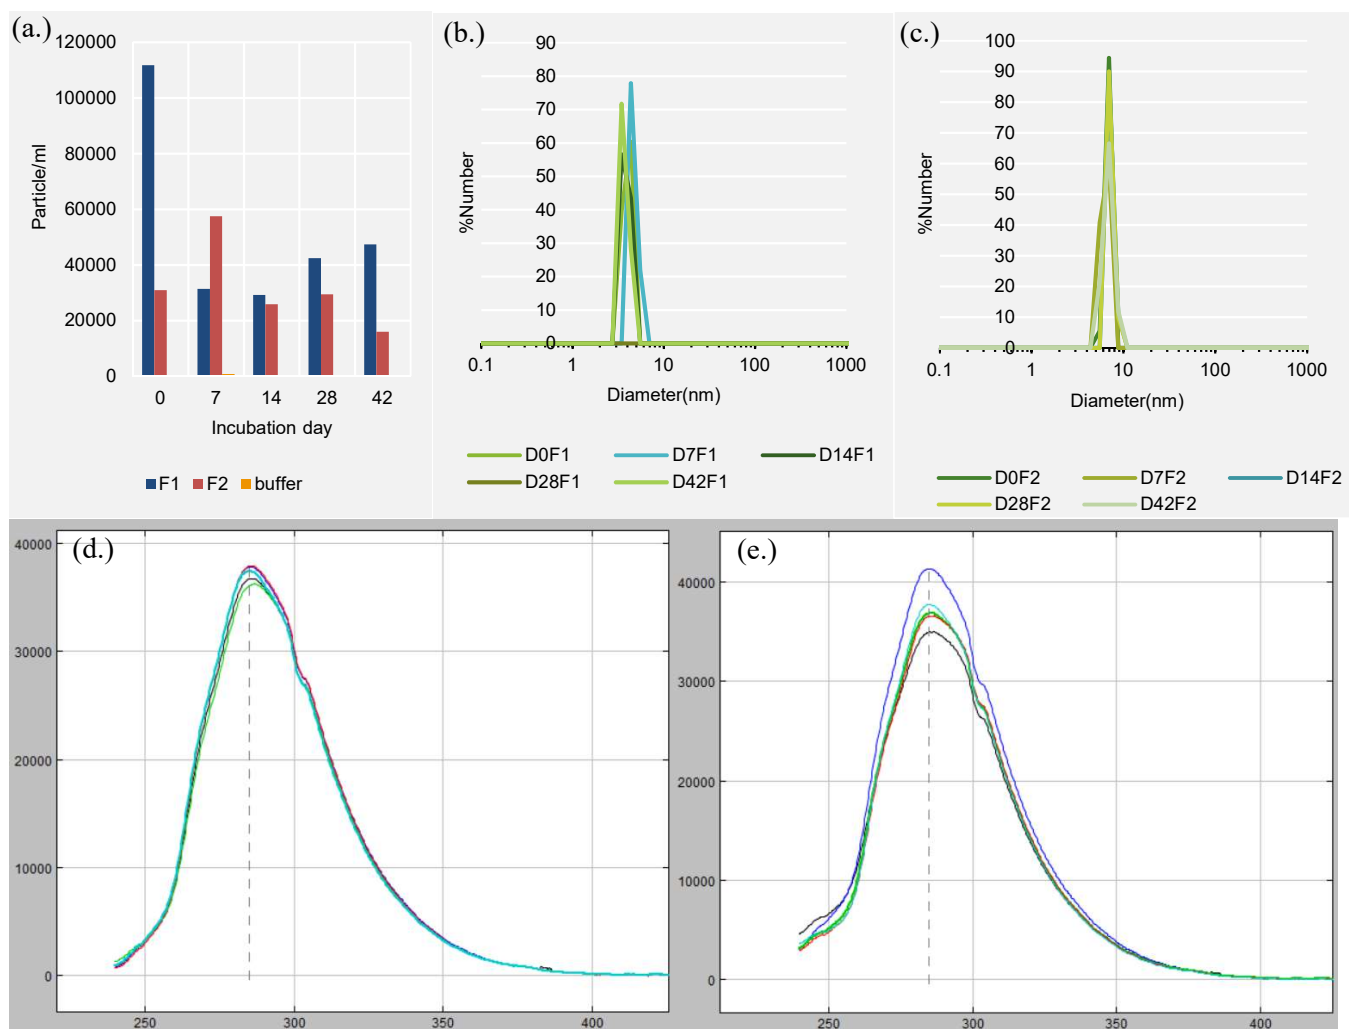 (a.)
120000
100000
80000
60000
40000
20000
0
Particle/ml
0 7 14 28 42
Incubation day
F1 F2 buffer
(b.)
90
80
70
60
50
40
30
20
10
0
%Number
0.1 1 10 100 1000
Diameter(nm)
D0F1 D7F1 D14F1
D28F1 D42F1
(c.)
100
90
80
70
60
50
40
30
20
10
0
%Number
0.1 1 10 100 1000
Diameter(nm)
D0F2 D7F2 D14F2
D28F2 D42F2
(d.)
40000
30000
20000
10000
0
250 300 350 400
(e.)
40000
30000
20000
10000
0
250 300 350 400